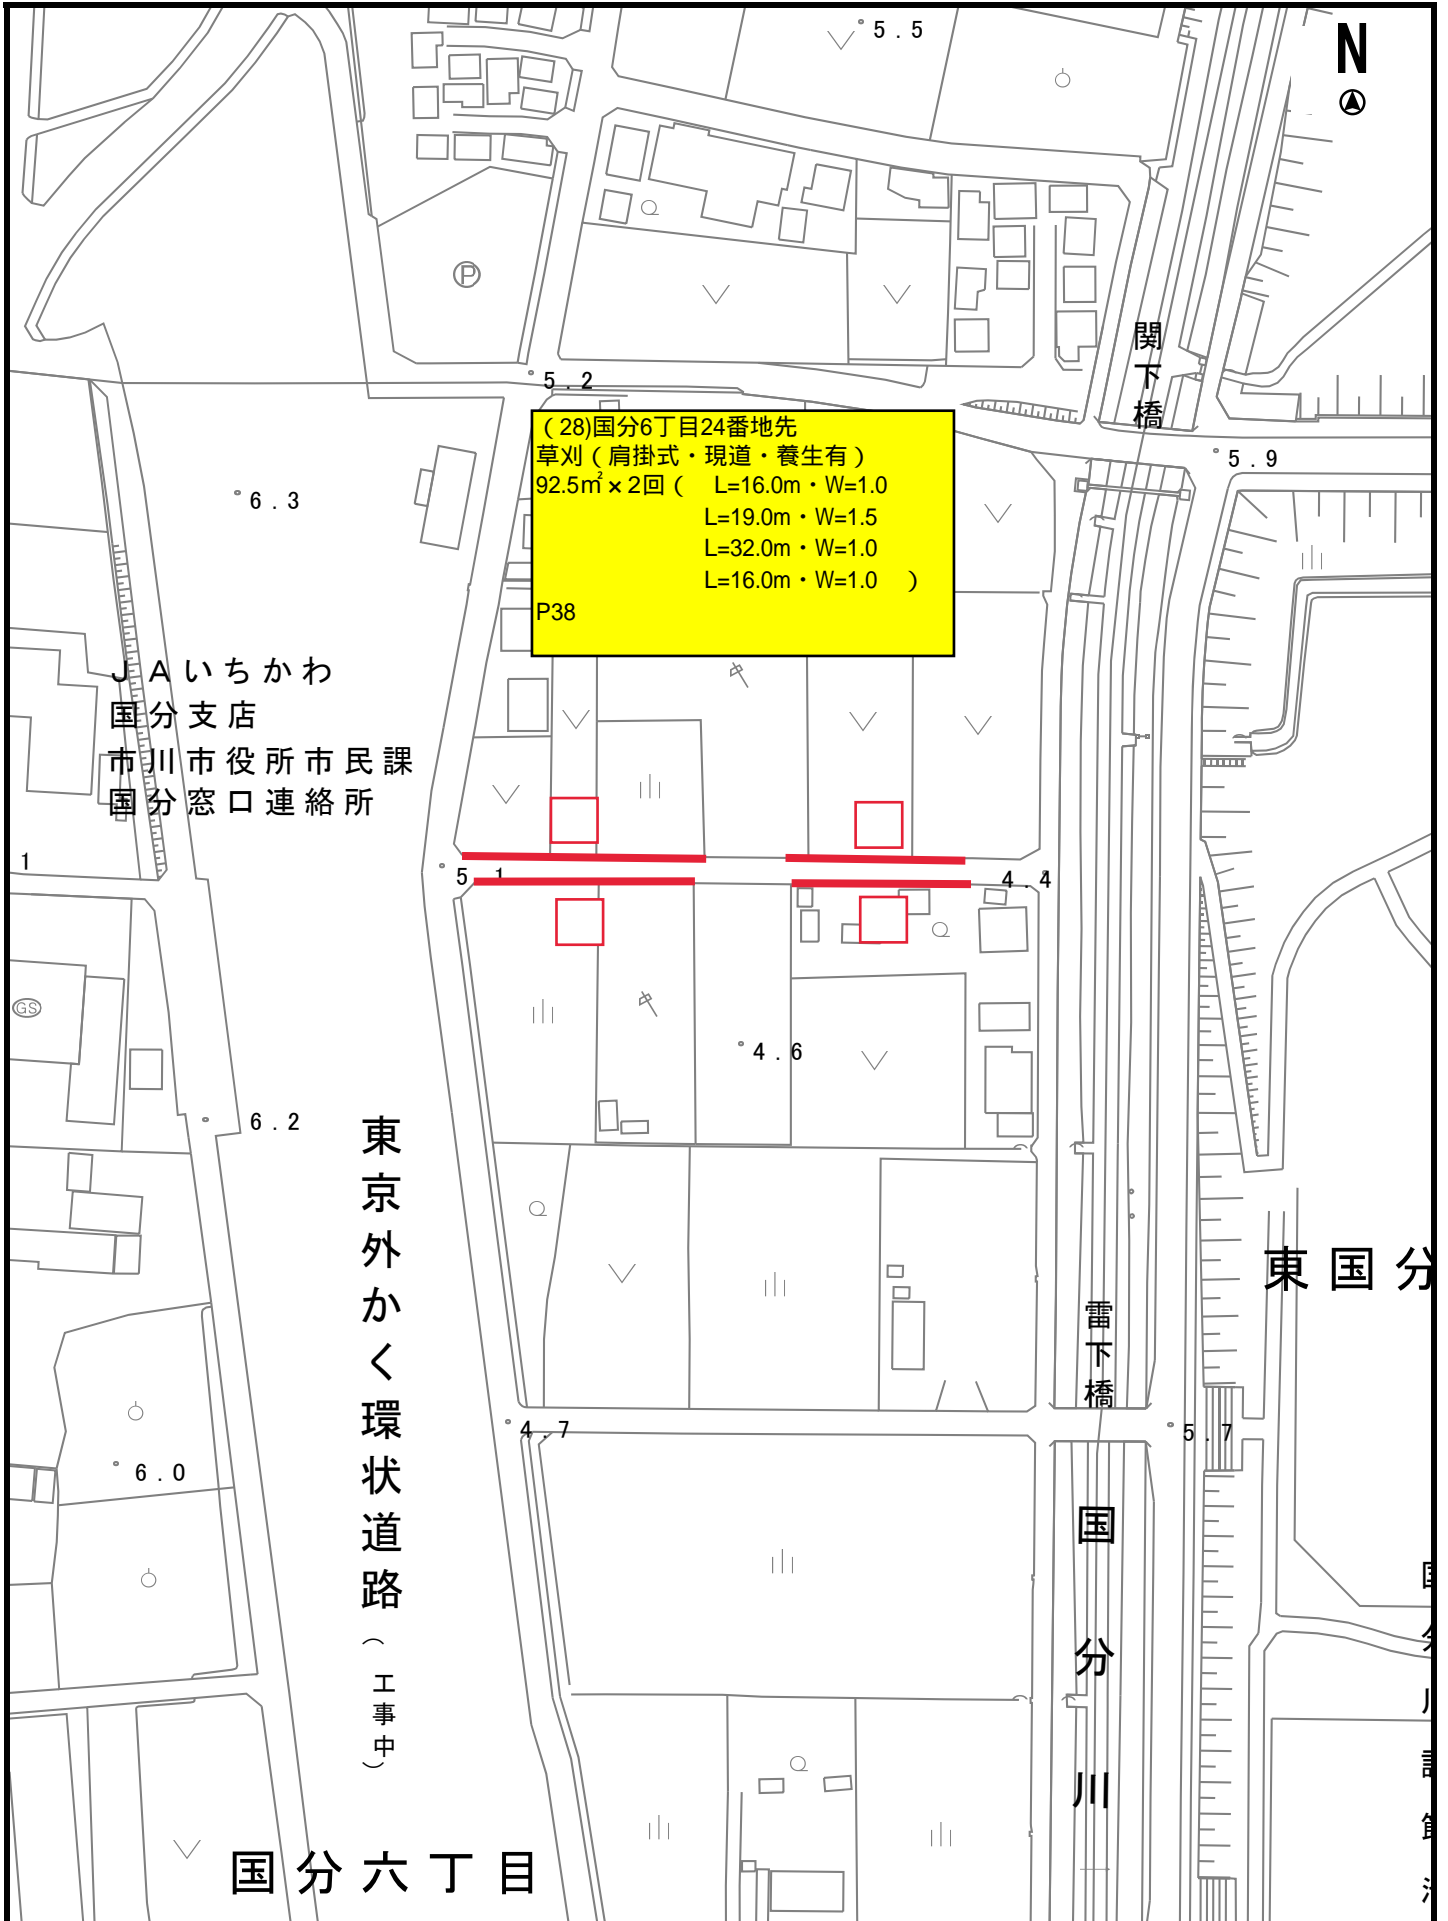 5.5
N
P
関下橋
5.2
(28)国分6丁目24番地先
草刈(肩掛式・現道・養生有)
92.5㎡×2回( L=16.0m・W=1.0
L=19.0m・W=1.5
L=32.0m・W=1.0
L=16.0m・W=1.0 )
P38
5.9
6.3
JAいちかわ
国分支店
市川市役所市民課
国分窓口連絡所
1
5.1
4.4
GS
4.6
6.2
東京外かく環状道路
(工事中)
東国分
雷下橋
4.7
5.7
6.0
国分川
国分六丁目